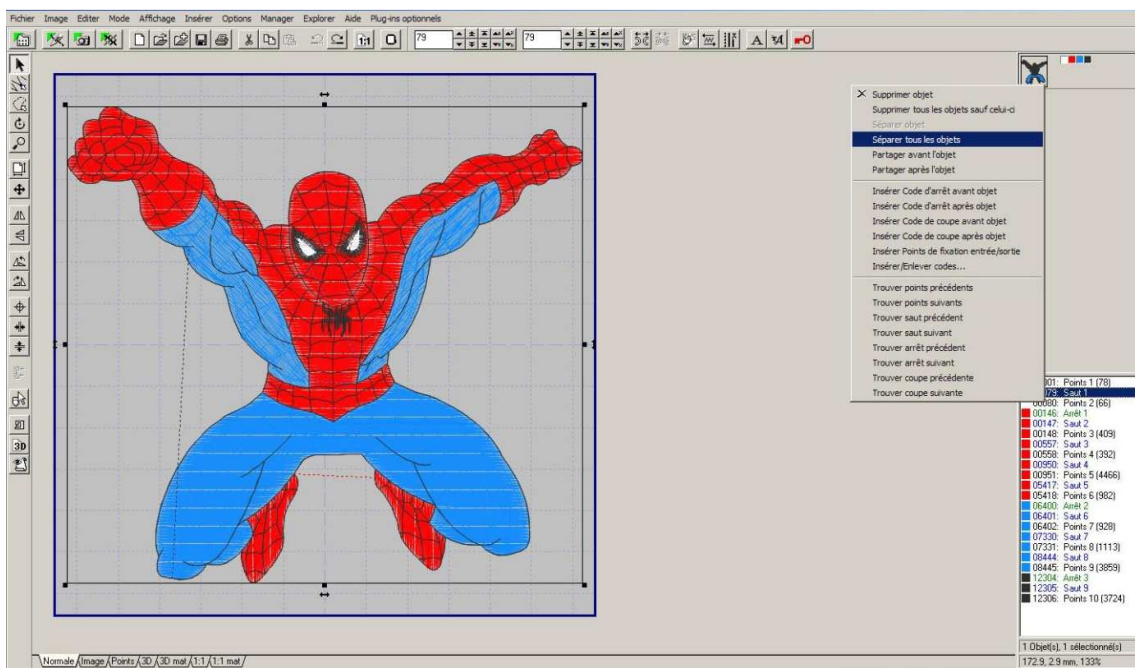 Fichier Image Editer Mode Affichage Insérer Options Manager Explorer Aide Plug-ins optionnels
1:1 79 79 A
Supprimer objet
Supprimer tous les objets sauf celui-ci
Séparer objet
Séparer tous les objets
Partager avant l'objet
Partager après l'objet
Insérer Code d'arrêt avant objet
Insérer Code d'arrêt après objet
Insérer Code de coupe avant objet
Insérer Code de coupe après objet
Insérer Points de fixation entrée/sortie
Insérer/Enlever codes...
Trouver points précédents
Trouver points suivants
Trouver saut précédent
Trouver saut suivant
Trouver arrêt précédent
Trouver arrêt suivant
Trouver coupe précédente
Trouver coupe suivante
3D
001: Points 1 (78)
079: Saut 1
00080: Points 2 (66)
00146: Arrêt 1
00147: Saut 2
00148: Points 3 (409)
00557: Saut 3
00558: Points 4 (392)
00950: Saut 4
00951: Points 5 (4466)
05417: Saut 5
05418: Points 6 (982)
06400: Arrêt 2
06401: Saut 6
06402: Points 7 (928)
07330: Saut 7
07331: Points 8 (1113)
08444: Saut 8
08445: Points 9 (3859)
12304: Arrêt 3
12305: Saut 9
12306: Points 10 (3724)
1 Objet(s), 1 sélectionné(s)
Normale / Image / Points / 3D / 3D mat / 1:1 / 1:1 mat /
172.9, 2.9 mm, 133%